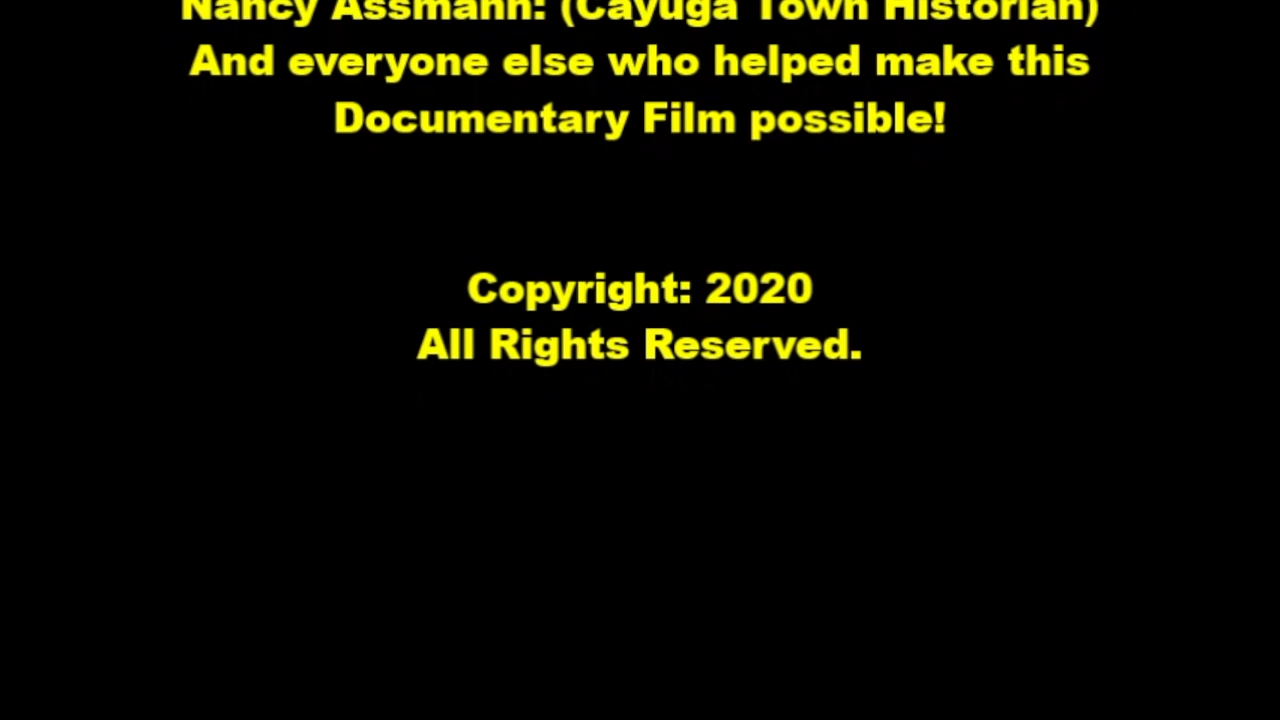 Nancy Assmann: (Cayuga Town Historian)
And everyone else who helped make this
Documentary Film possible!
Copyright: 2020
All Rights Reserved.